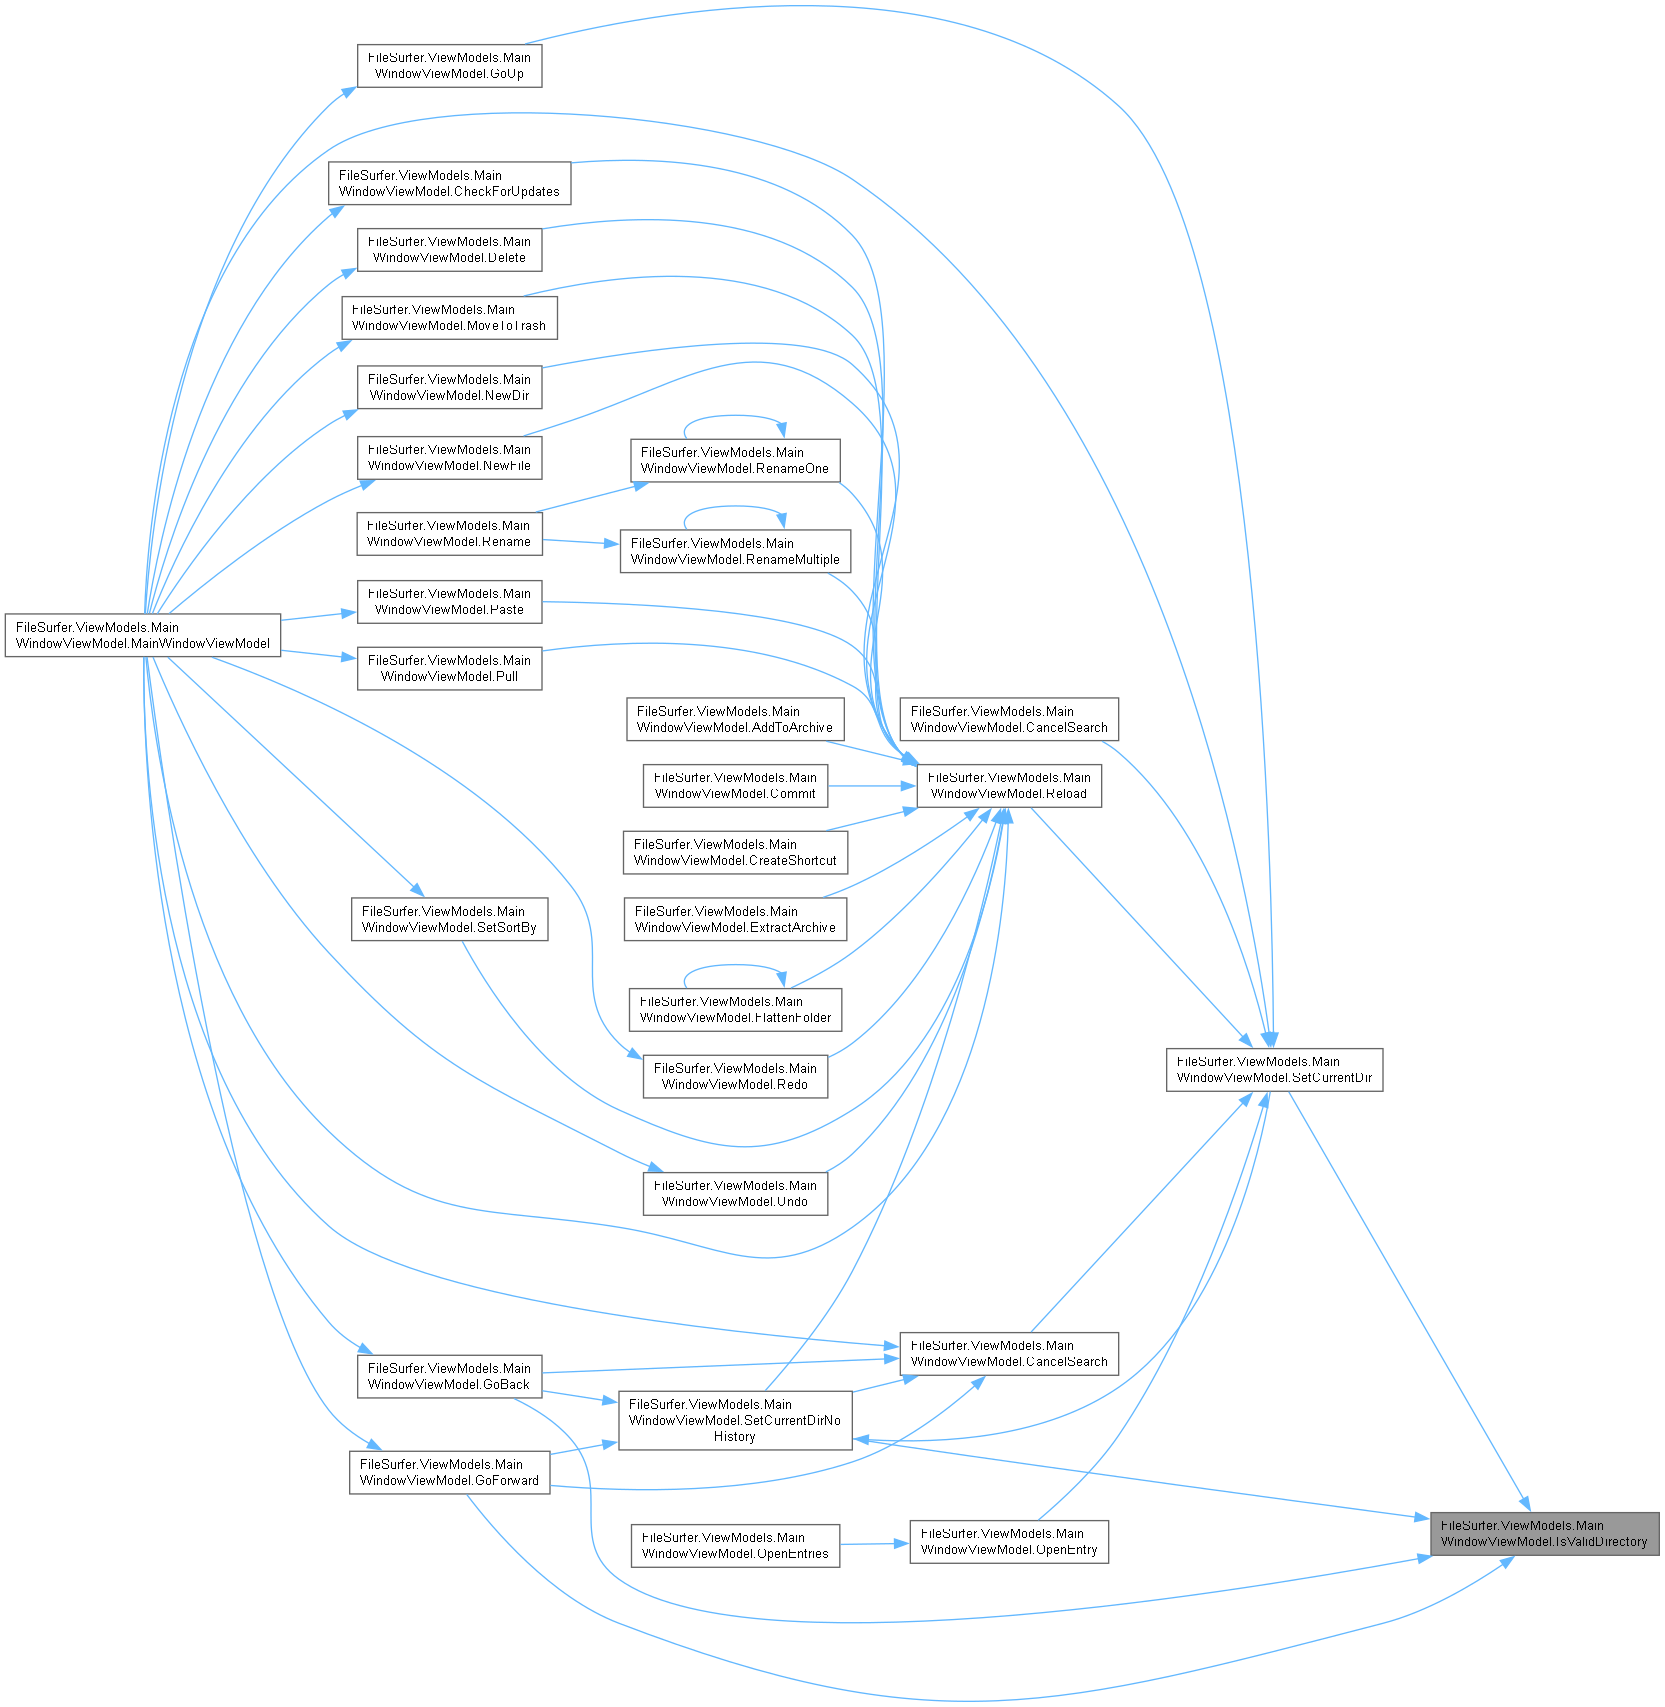 FileSurfer.ViewModels.Main
WindowViewModel.GoUp
FileSurfer.ViewModels.Main
WindowViewModel.CheckForUpdates
FileSurfer.ViewModels.Main
WindowViewModel.Delete
FileSurfer.ViewModels.Main
WindowViewModel.MoveToTrash
FileSurfer.ViewModels.Main
WindowViewModel.NewDir
FileSurfer.ViewModels.Main
WindowViewModel.NewFile
FileSurfer.ViewModels.Main
WindowViewModel.RenameOne
FileSurfer.ViewModels.Main
WindowViewModel.Rename
FileSurfer.ViewModels.Main
WindowViewModel.RenameMultiple
FileSurfer.ViewModels.Main
WindowViewModel.Paste
FileSurfer.ViewModels.Main
WindowViewModel.MainWindowViewModel
FileSurfer.ViewModels.Main
WindowViewModel.Pull
FileSurfer.ViewModels.Main
WindowViewModel.AddToArchive
FileSurfer.ViewModels.Main
WindowViewModel.CancelSearch
FileSurfer.ViewModels.Main
WindowViewModel.Commit
FileSurfer.ViewModels.Main
WindowViewModel.Reload
FileSurfer.ViewModels.Main
WindowViewModel.CreateShortcut
FileSurfer.ViewModels.Main
WindowViewModel.SetSortBy
FileSurfer.ViewModels.Main
WindowViewModel.ExtractArchive
FileSurfer.ViewModels.Main
WindowViewModel.FlattenFolder
FileSurfer.ViewModels.Main
WindowViewModel.Redo
FileSurfer.ViewModels.Main
WindowViewModel.SetCurrentDir
FileSurfer.ViewModels.Main
WindowViewModel.Undo
FileSurfer.ViewModels.Main
WindowViewModel.CancelSearch
FileSurfer.ViewModels.Main
WindowViewModel.GoBack
FileSurfer.ViewModels.Main
WindowViewModel.SetCurrentDirNo
History
FileSurfer.ViewModels.Main
WindowViewModel.GoForward
FileSurfer.ViewModels.Main
WindowViewModel.OpenEntries
FileSurfer.ViewModels.Main
WindowViewModel.OpenEntry
FileSurfer.ViewModels.Main
WindowViewModel.IsValidDirectory